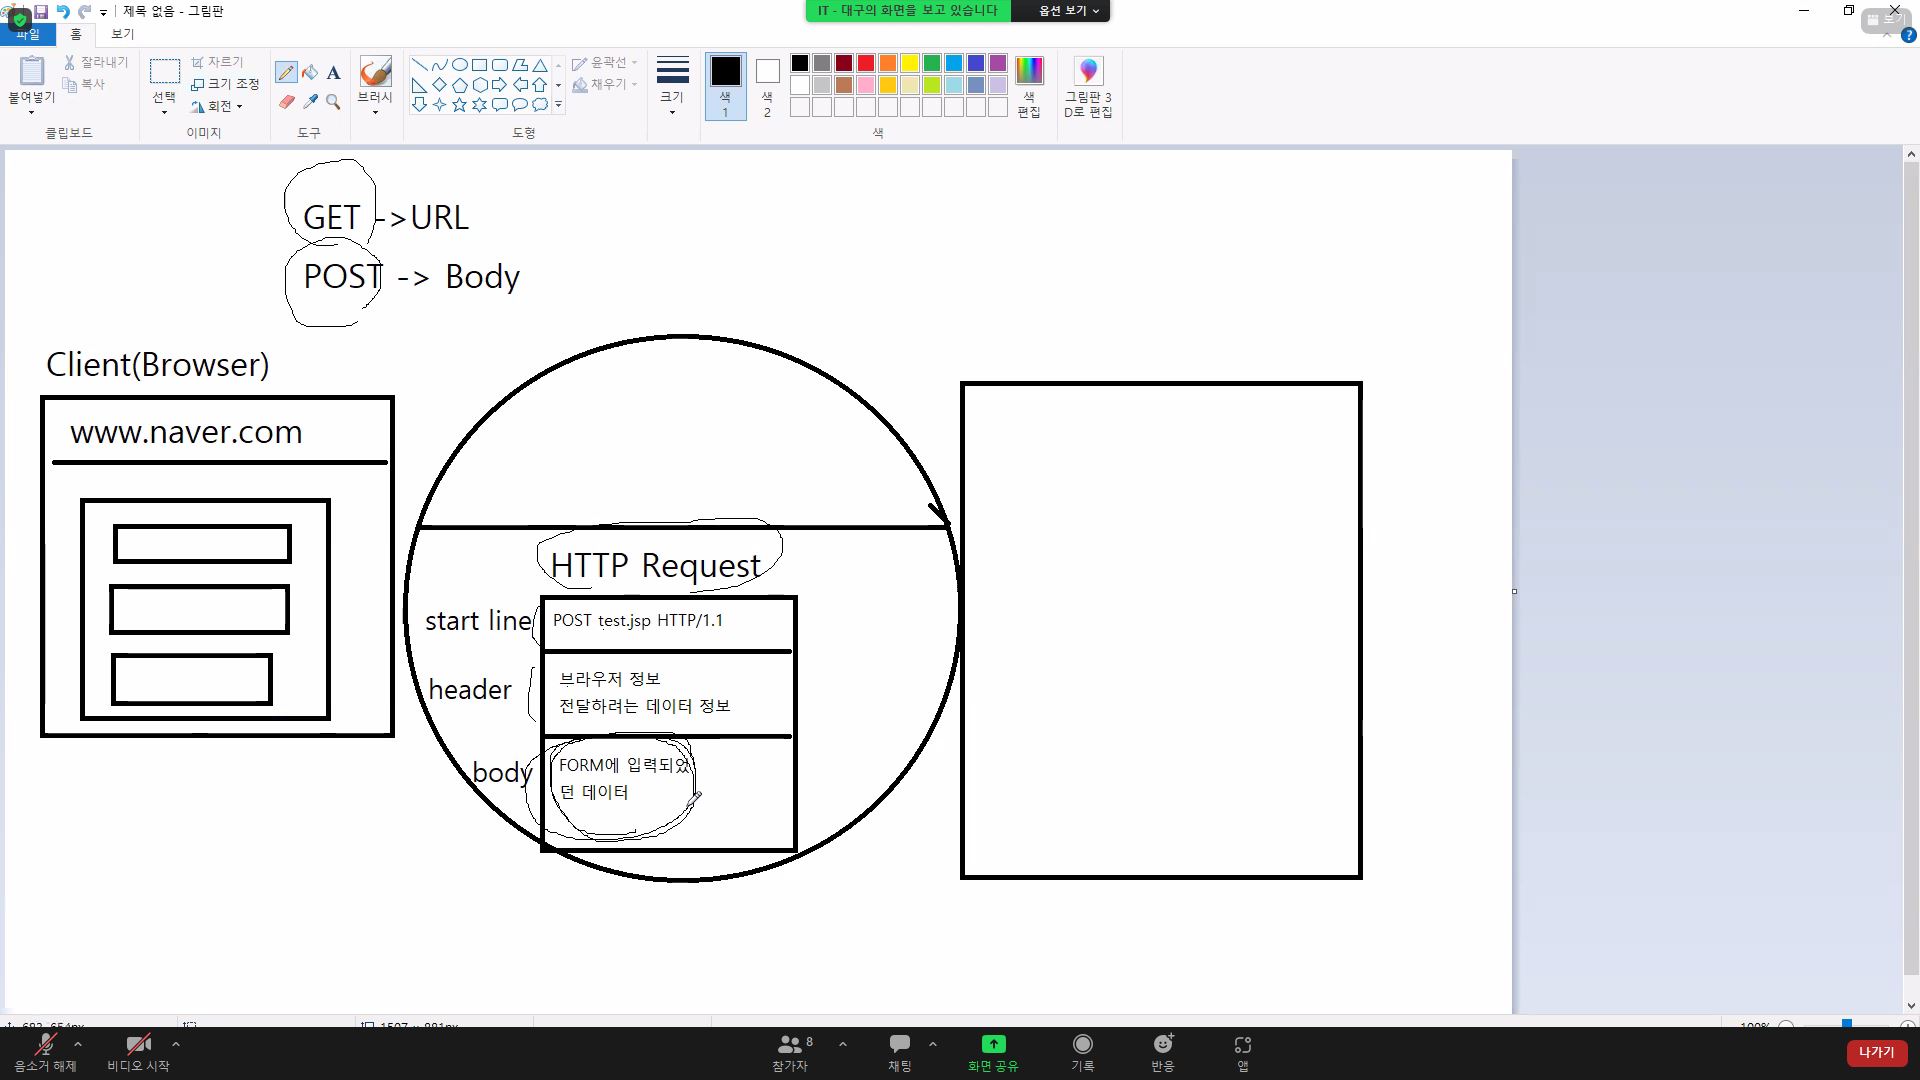 제목 없음 - 그림판
IT - 대구의 화면을 보고 있습니다
옵션 보기
보기
파일
홈
보기
붙여넣기
잘라내기
복사
클립보드
선택
자르기
크기 조정
회전
이미지
A
도구
브러시
윤곽선
채우기
도형
크기
색
1
색
2
색
편집
색
그림판 3
D로 편집
GET ->URL
POST -> Body
Client(Browser)
www.naver.com
HTTP Request
start line
POST test.jsp HTTP/1.1
header
브라우저 정보
전달하려는 데이터 정보
body
FORM에 입력되었
던 데이터
음소거 해제
비디오 시작
8
참가자
채팅
화면 공유
기록
반응
앱
나가기